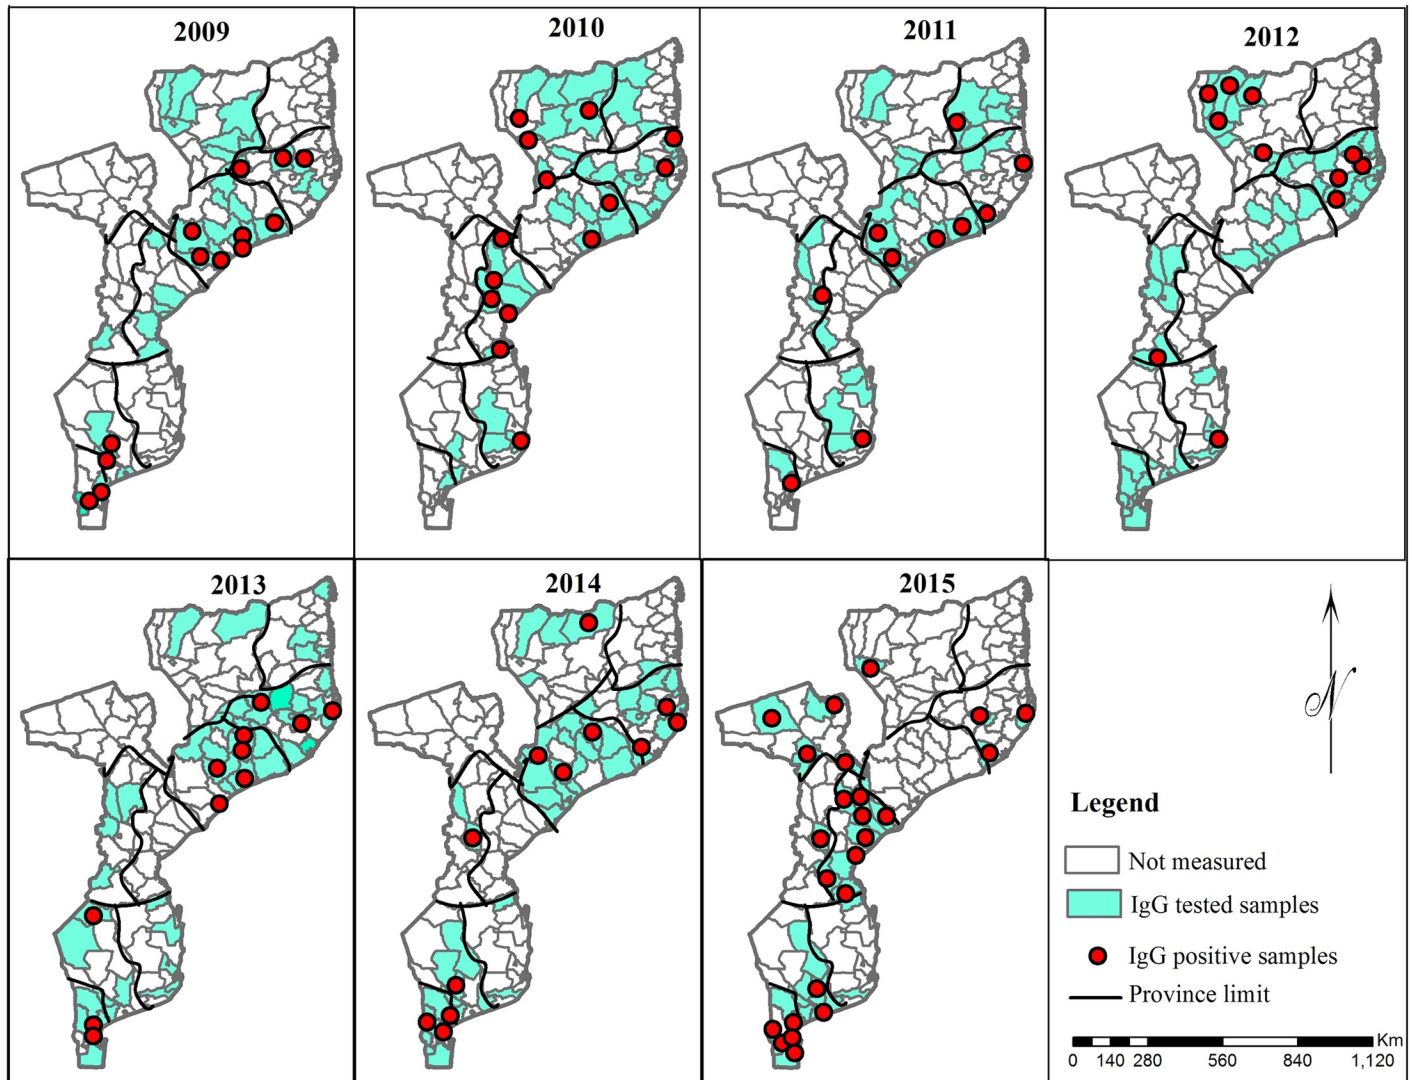 2009
2010
2011
2012
2013
2014
2015
N
Legend
Not measured
IgG tested samples
IgG positive samples
Province limit
Km
0 140 280 560 840 1,120